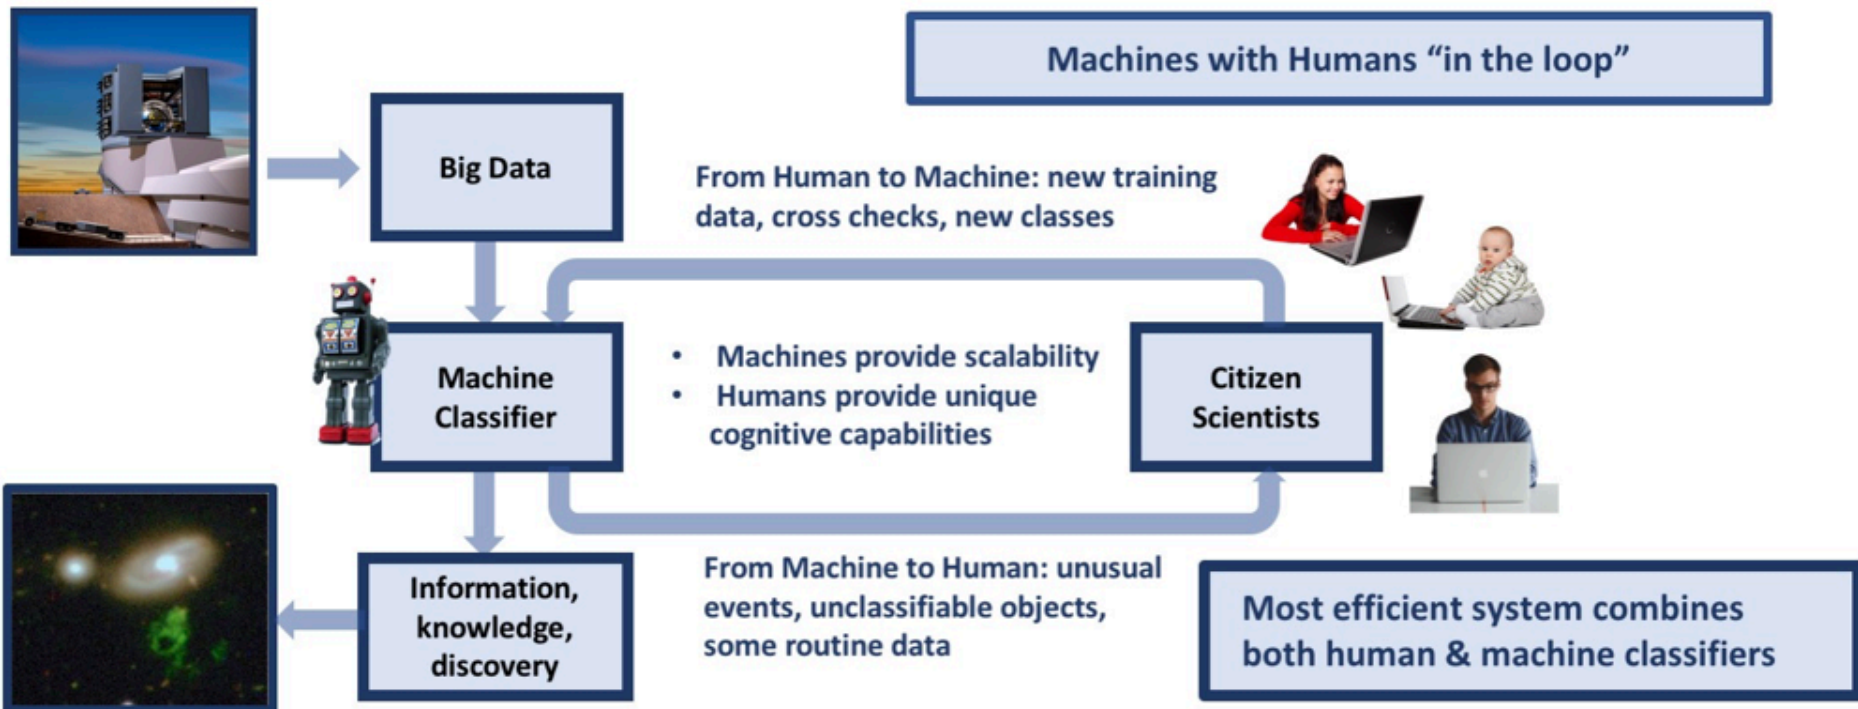 Machines with Humans “in the loop”
Big Data
From Human to Machine: new training
data, cross checks, new classes
Machine
Classifier
• Machines provide scalability
• Humans provide unique
cognitive capabilities
Citizen
Scientists
Information,
knowledge,
discovery
From Machine to Human: unusual
events, unclassifiable objects,
some routine data
Most efficient system combines
both human & machine classifiers